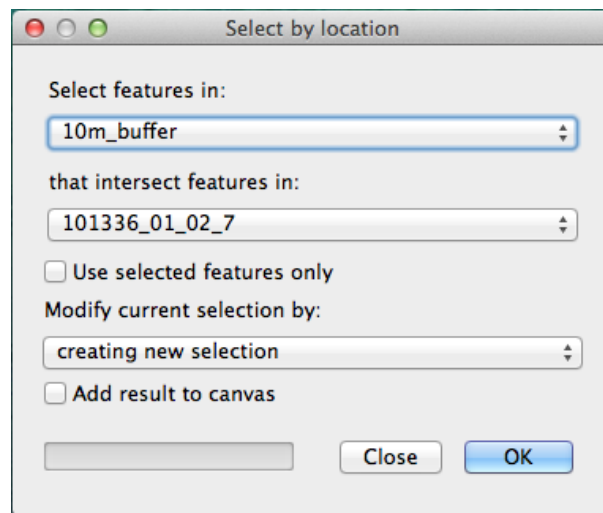 Select by location
Select features in:
10m_buffer
that intersect features in:
101336_01_02_7
Use selected features only
Modify current selection by:
creating new selection
Add result to canvas
Close OK